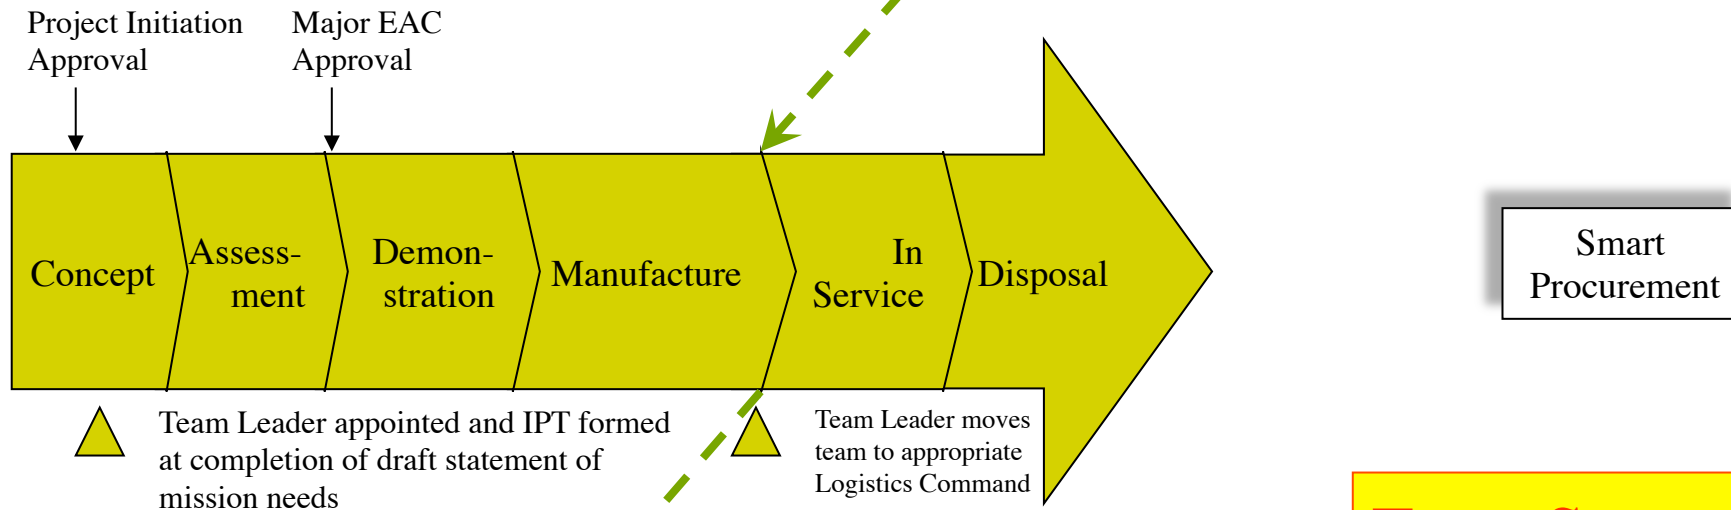 Project Initiation
Approval
Major EAC
Approval
Concept
Assess-
ment
Demon-
stration
Manufacture
In
Service
Disposal
Smart
Procurement
Team Leader appointed and IPT formed
at completion of draft statement of
mission needs
Team Leader moves
team to appropriate
Logistics Command